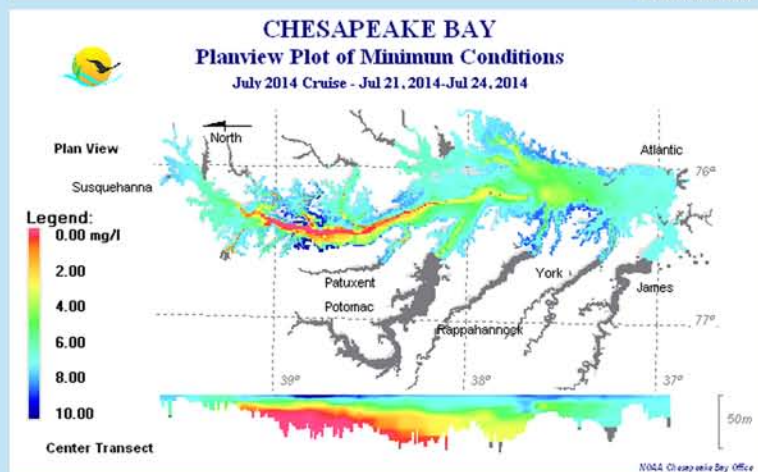 CHESAPEAKE BAY
Planview Plot of Minimum Conditions
July 2014 Cruise - Jul 21, 2014-Jul 24, 2014
North
Plan View
Atlantic
76°
Susquehanna
Legend:
0.00 mg/l
2.00
4.00
6.00
8.00
10.00
Patuxent
York
Potomac
James
Rappahannock
77°
39°
38°
37°
50m
Center Transect
NOAA Chesapeake Bay Office